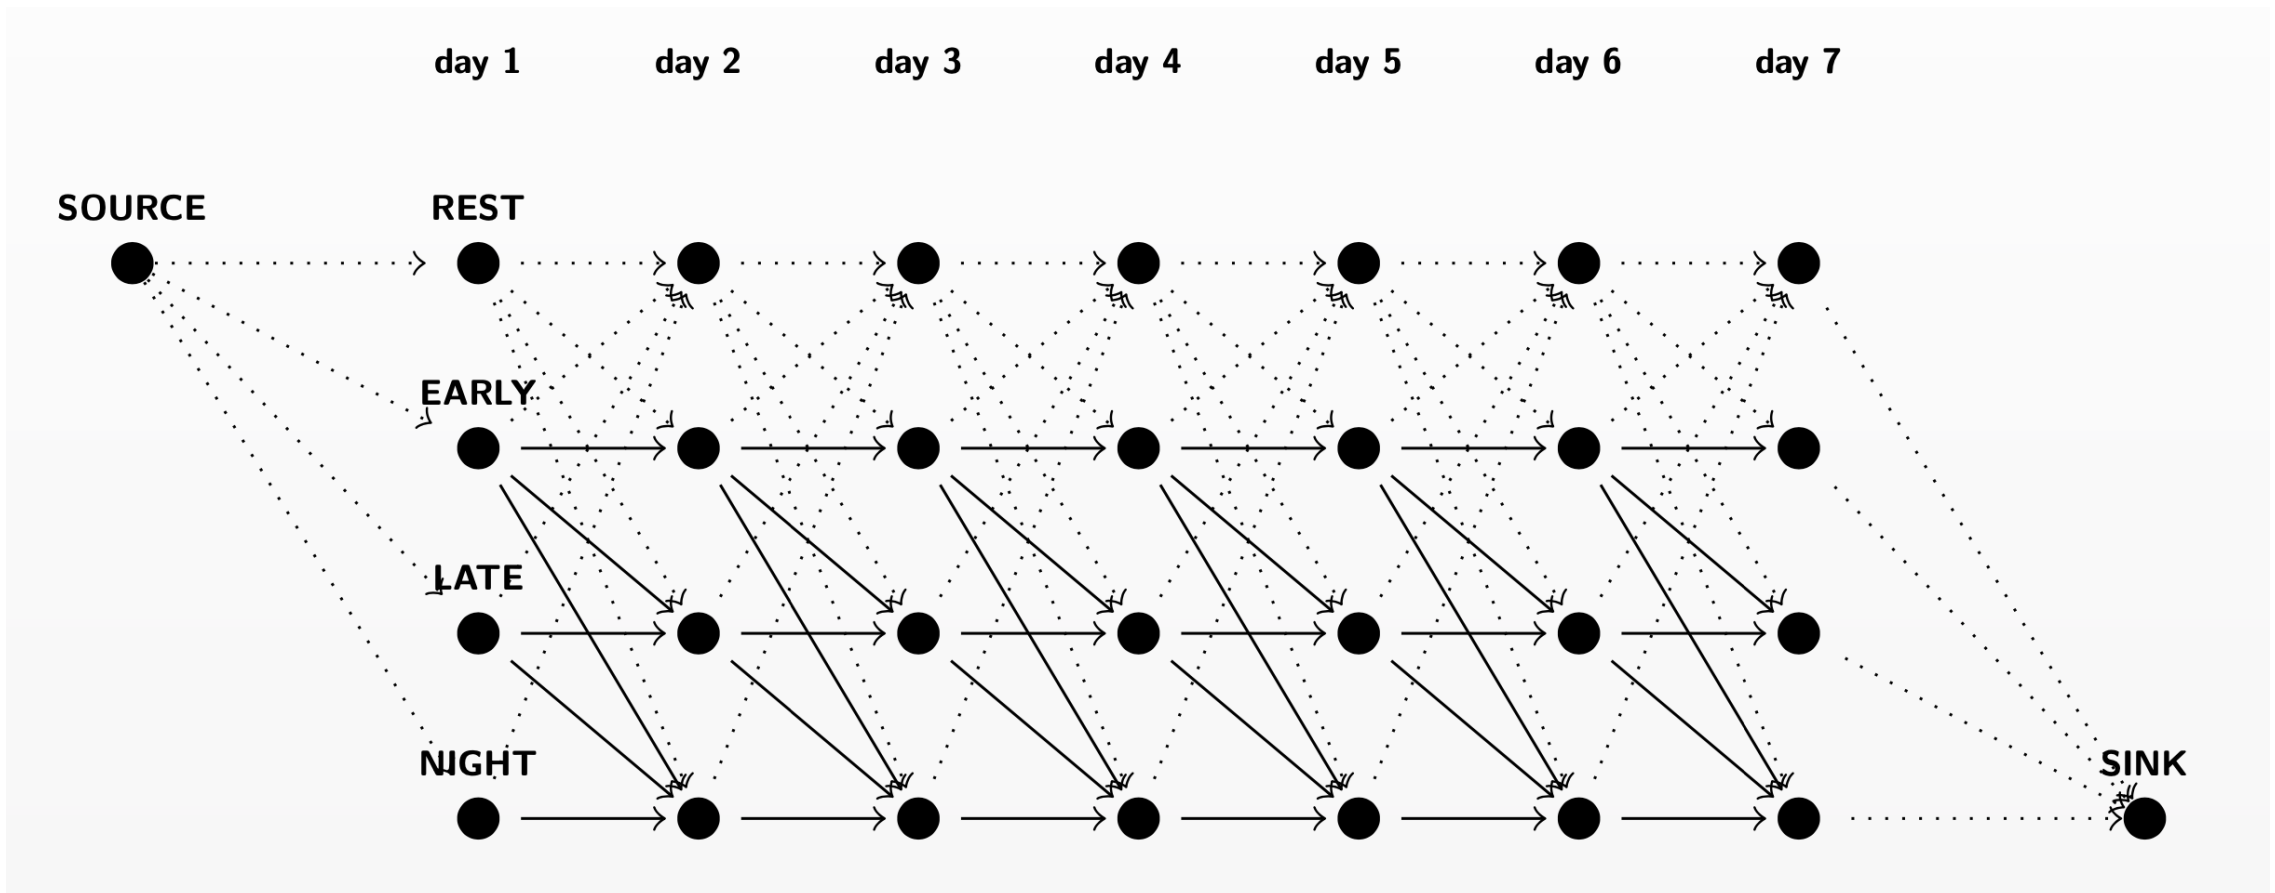 day 1 day 2 day 3 day 4 day 5 day 6 day 7
SOURCE REST
EARLY
LATE
NIGHT SINK